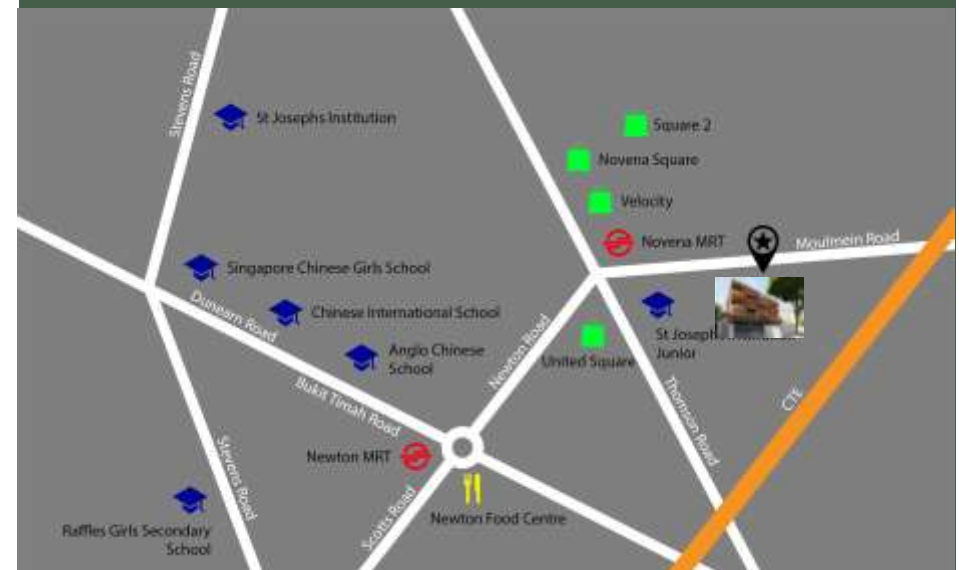 Stevens Road
St Josephs Institution
Square 2
Novena Square
Velocity
Novena MRT
Moulmein Road
Singapore Chinese Girls School
Dunearn Road
Chinese International School
Anglo Chinese
School
Bukit Timah Road
Newton Road
United Square
St Joseph
Junior
Thomson Road
CTE
Newton MRT
Stevens Road
Scotts Road
Newton Food Centre
Raffles Girls Secondary
School